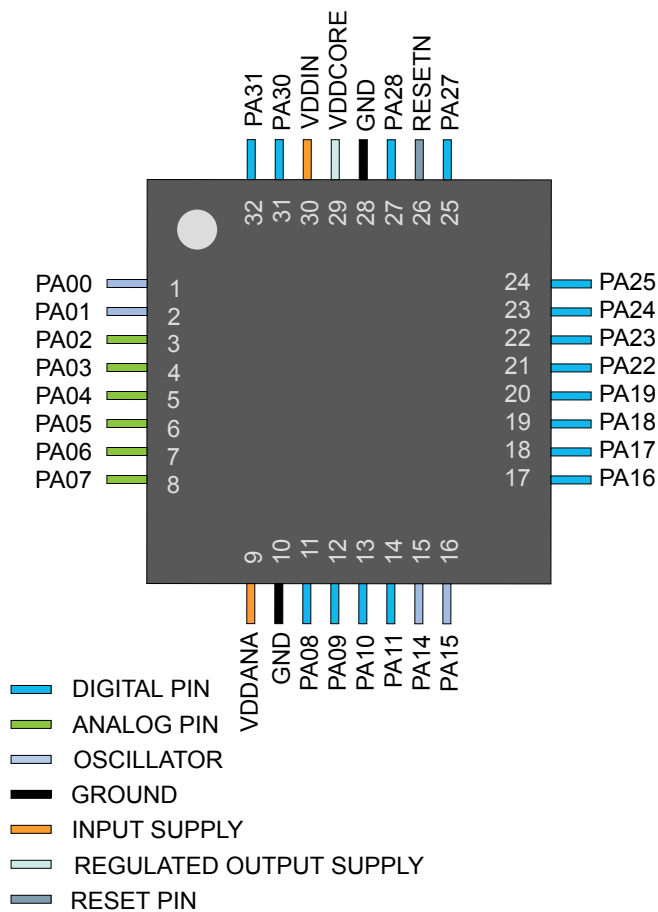 PA31
PA30
VDDIN
VDDCORE
GND
PA28
RESETN
PA27
32
31
30
29
28
27
26
25
PA00 1
PA01 2
PA02 3
PA03 4
PA04 5
PA05 6
PA06 7
PA07 8
24 PA25
23 PA24
22 PA23
21 PA22
20 PA19
19 PA18
18 PA17
17 PA16
9
10
11
12
13
14
15
16
VDDANA
GND
PA08
PA09
PA10
PA11
PA14
PA15
DIGITAL PIN
ANALOG PIN
OSCILLATOR
GROUND
INPUT SUPPLY
REGULATED OUTPUT SUPPLY
RESET PIN